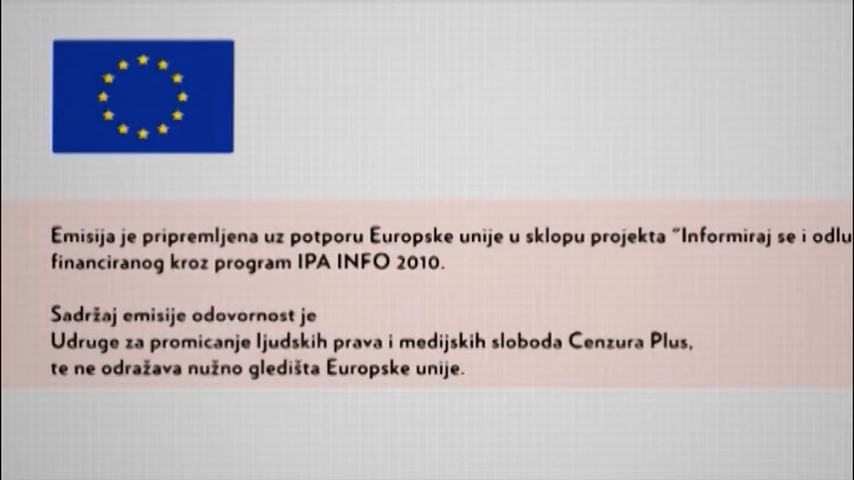 Emisija je pripremljena uz potporu Europske unije u sklopu projekta "Informiraj se i odlu
financiranog kroz program IPA INFO 2010.
Sadržaj emisije odovornost je
Udruge za promicanje ljudskih prava i medijskih sloboda Cenzura Plus,
te ne odražava nužno gledišta Europske unije.